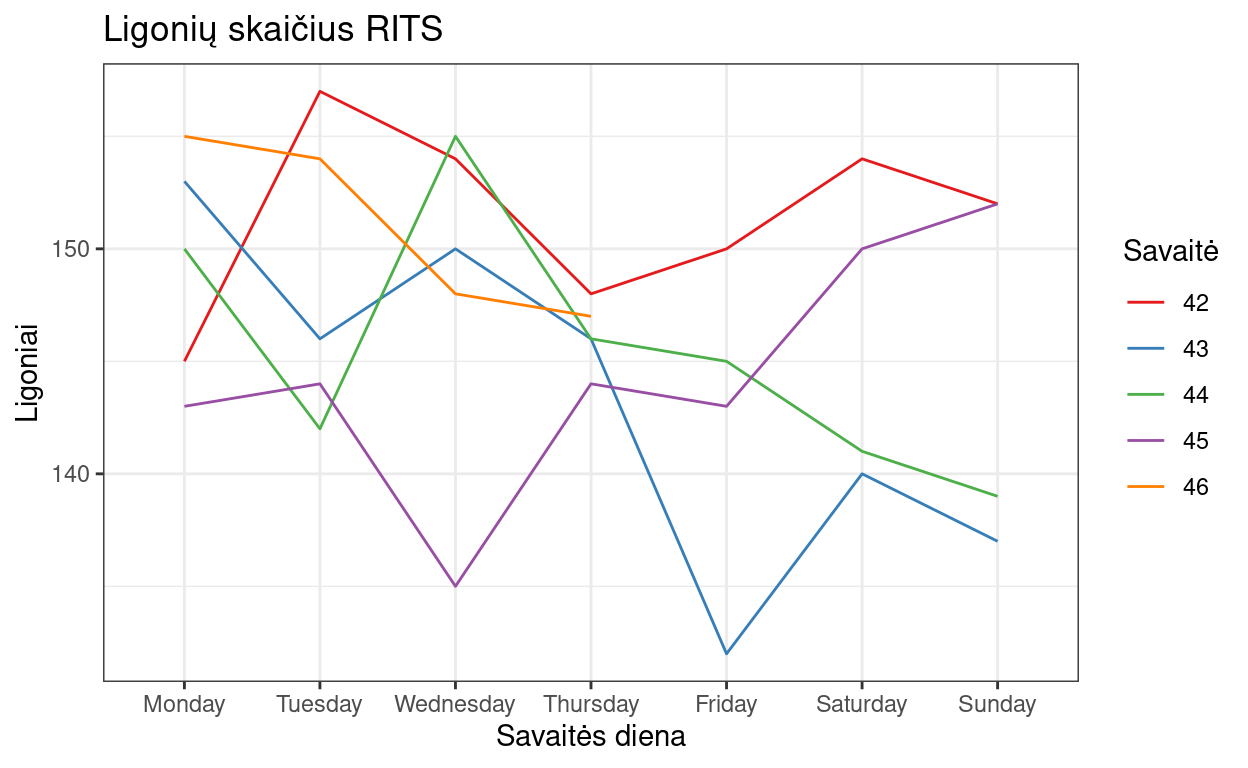 Ligonių skaičius RITS
Ligoniai
150
140
Monday Tuesday Wednesday Thursday Friday Saturday Sunday
Savaitės diena
Savaitė
42
43
44
45
46